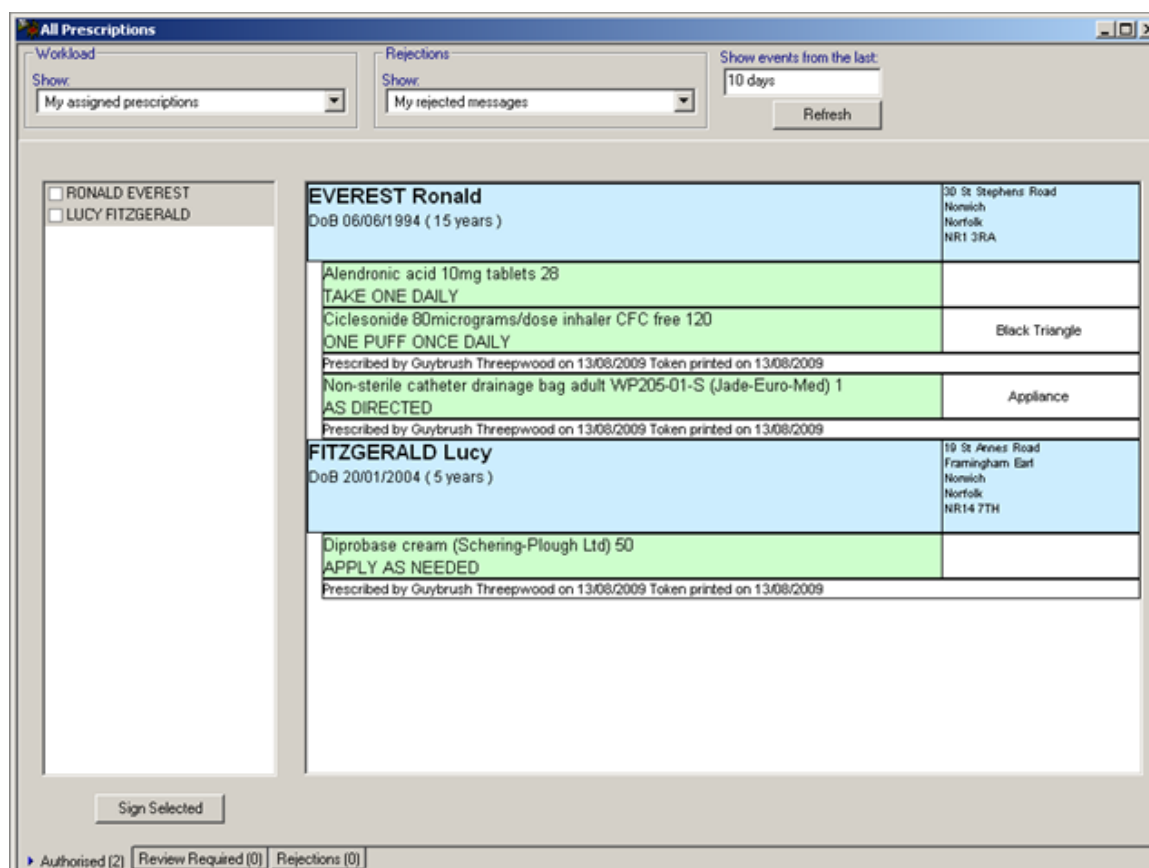 All Prescriptions
Workload
Show:
My assigned prescriptions
Rejections
Show:
My rejected messages
Show events from the last:
10 days
Refresh
RONALD EVEREST
LUCY FITZGERALD
EVEREST Ronald
DoB 06/06/1994 ( 15 years )
30 St Stephens Road
Norwich
Norfolk
NR1 3RA
Alendronic acid 10mg tablets 28
TAKE ONE DAILY
Ciclesonide 80micrograms/dose inhaler CFC free 120
ONE PUFF ONCE DAILY
Black Triangle
Prescribed by Guybrush Threepwood on 13/08/2009 Token printed on 13/08/2009
Non-sterile catheter drainage bag adult WP205-01-S (Jade-Euro-Med) 1
AS DIRECTED
Appliance
Prescribed by Guybrush Threepwood on 13/08/2009 Token printed on 13/08/2009
FITZGERALD Lucy
DoB 20/01/2004 ( 5 years )
19 St Annes Road
Framingham Earl
Norwich
Norfolk
NR14 7TH
Diprobase cream (Schering-Plough Ltd) 50
APPLY AS NEEDED
Prescribed by Guybrush Threepwood on 13/08/2009 Token printed on 13/08/2009
Sign Selected
Authorised (2)
Review Required (0)
Rejections (0)